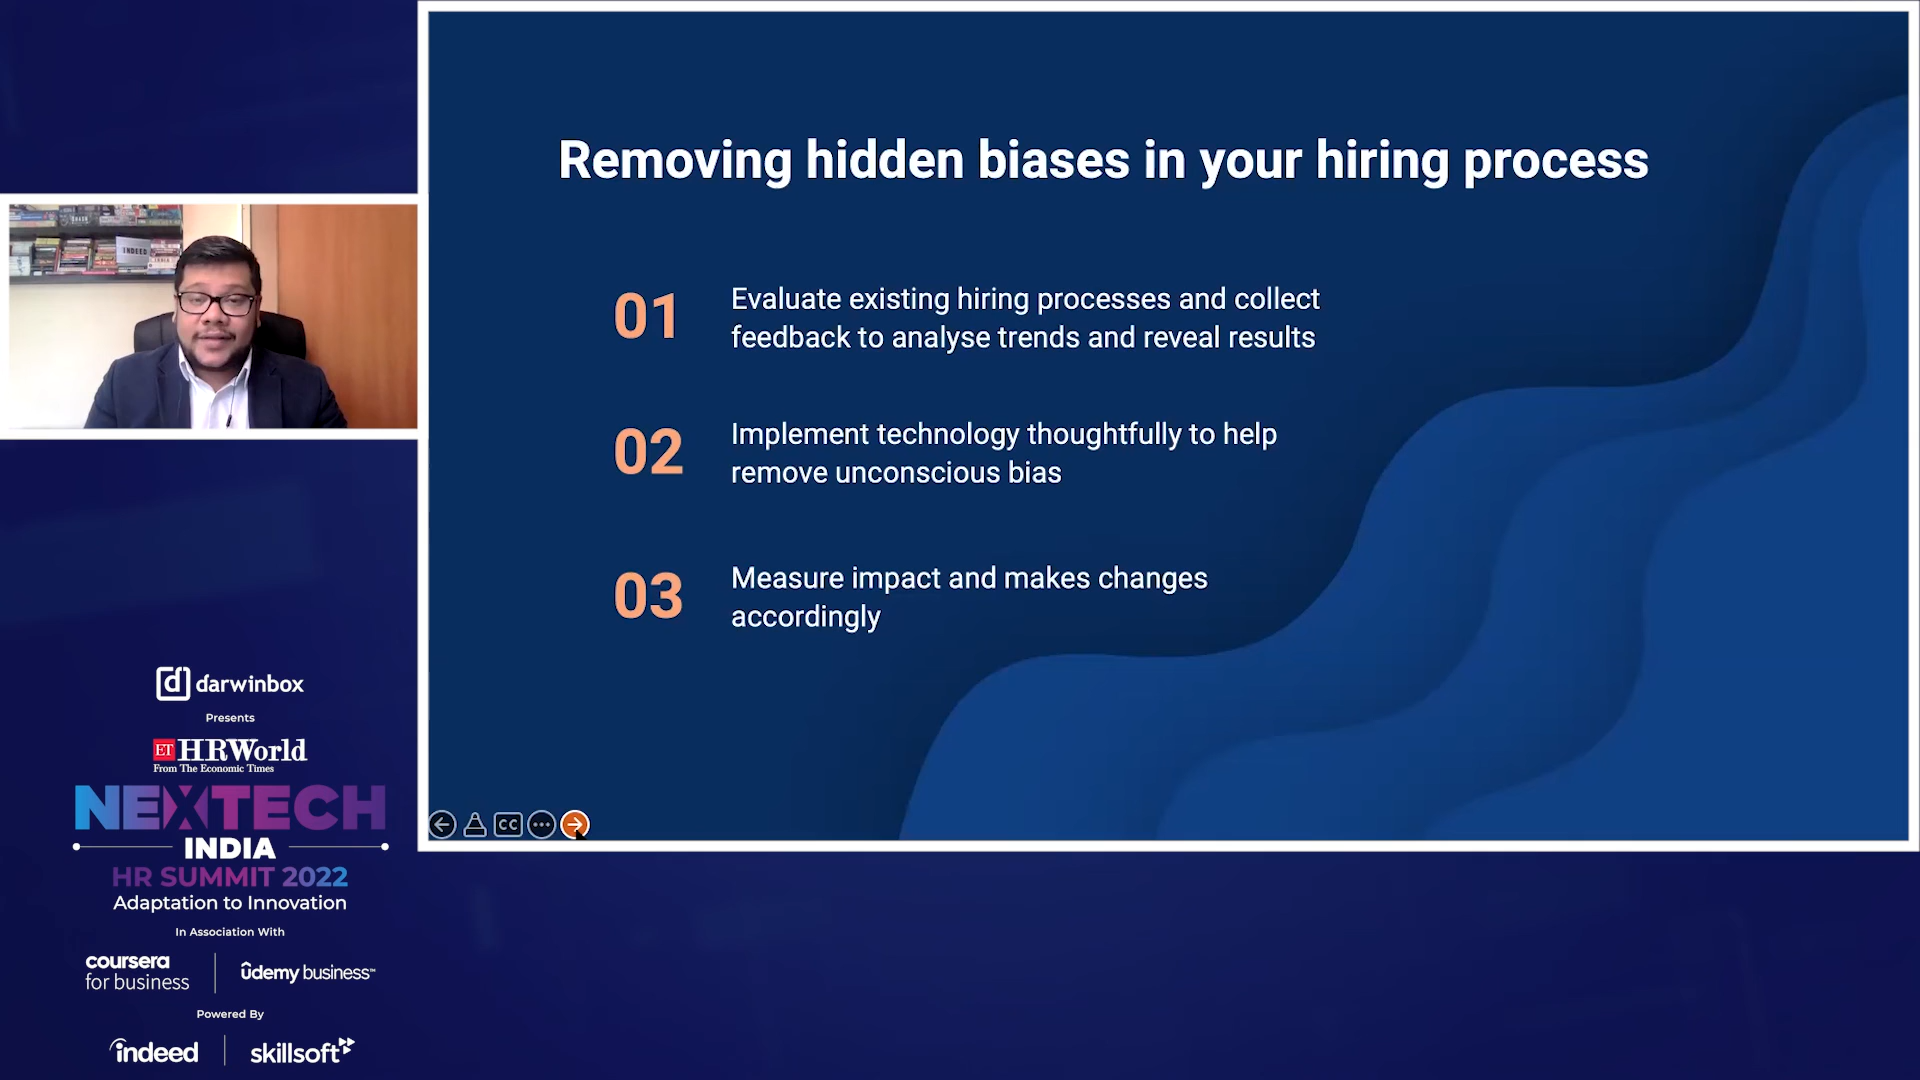 Removing hidden biases in your hiring process
01
Evaluate existing hiring processes and collect
feedback to analyse trends and reveal results
02
Implement technology thoughtfully to help
remove unconscious bias
03
Measure impact and makes changes
accordingly
CC
INDEED
darwinbox
Presents
ET HRWorld
From The Economic Times
NEXTECH
INDIA
HR SUMMIT 2022
Adaptation to Innovation
In Association With
coursera
for business
ûdemy business™
Powered By
indeed
skillsoft